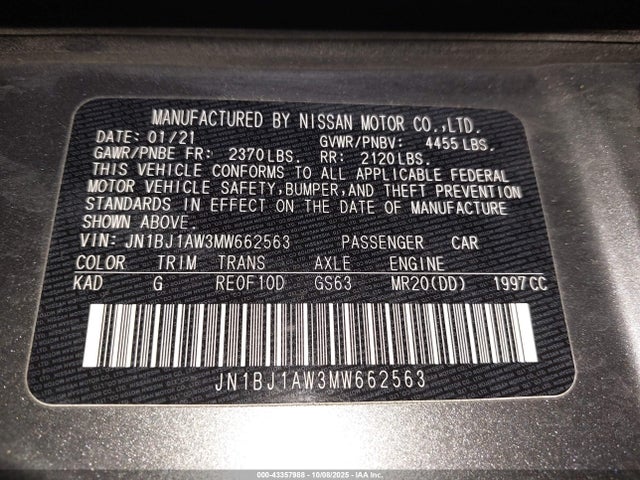 MANUFACTURED BY NISSAN MOTOR CO.,LTD.
DATE: 01/21 GVWR/PNBV: 4455 LBS.
GAWR/PNBE FR: 2370 LBS. RR: 2120 LBS.
THIS VEHICLE CONFORMS TO ALL APPLICABLE FEDERAL
MOTOR VEHICLE SAFETY,BUMPER,AND THEFT PREVENTION
STANDARDS IN EFFECT ON THE DATE OF MANUFACTURE
SHOWN ABOVE.
VIN: JN1BJ1AW3MW662563 PASSENGER CAR
COLOR TRIM TRANS AXLE ENGINE
KAD G RE0F10D GS63 MR20(DD) 1997CC
JN1BJ1AW3MW662563
000-43357988 - 10/08/2025 - IAA, Inc.